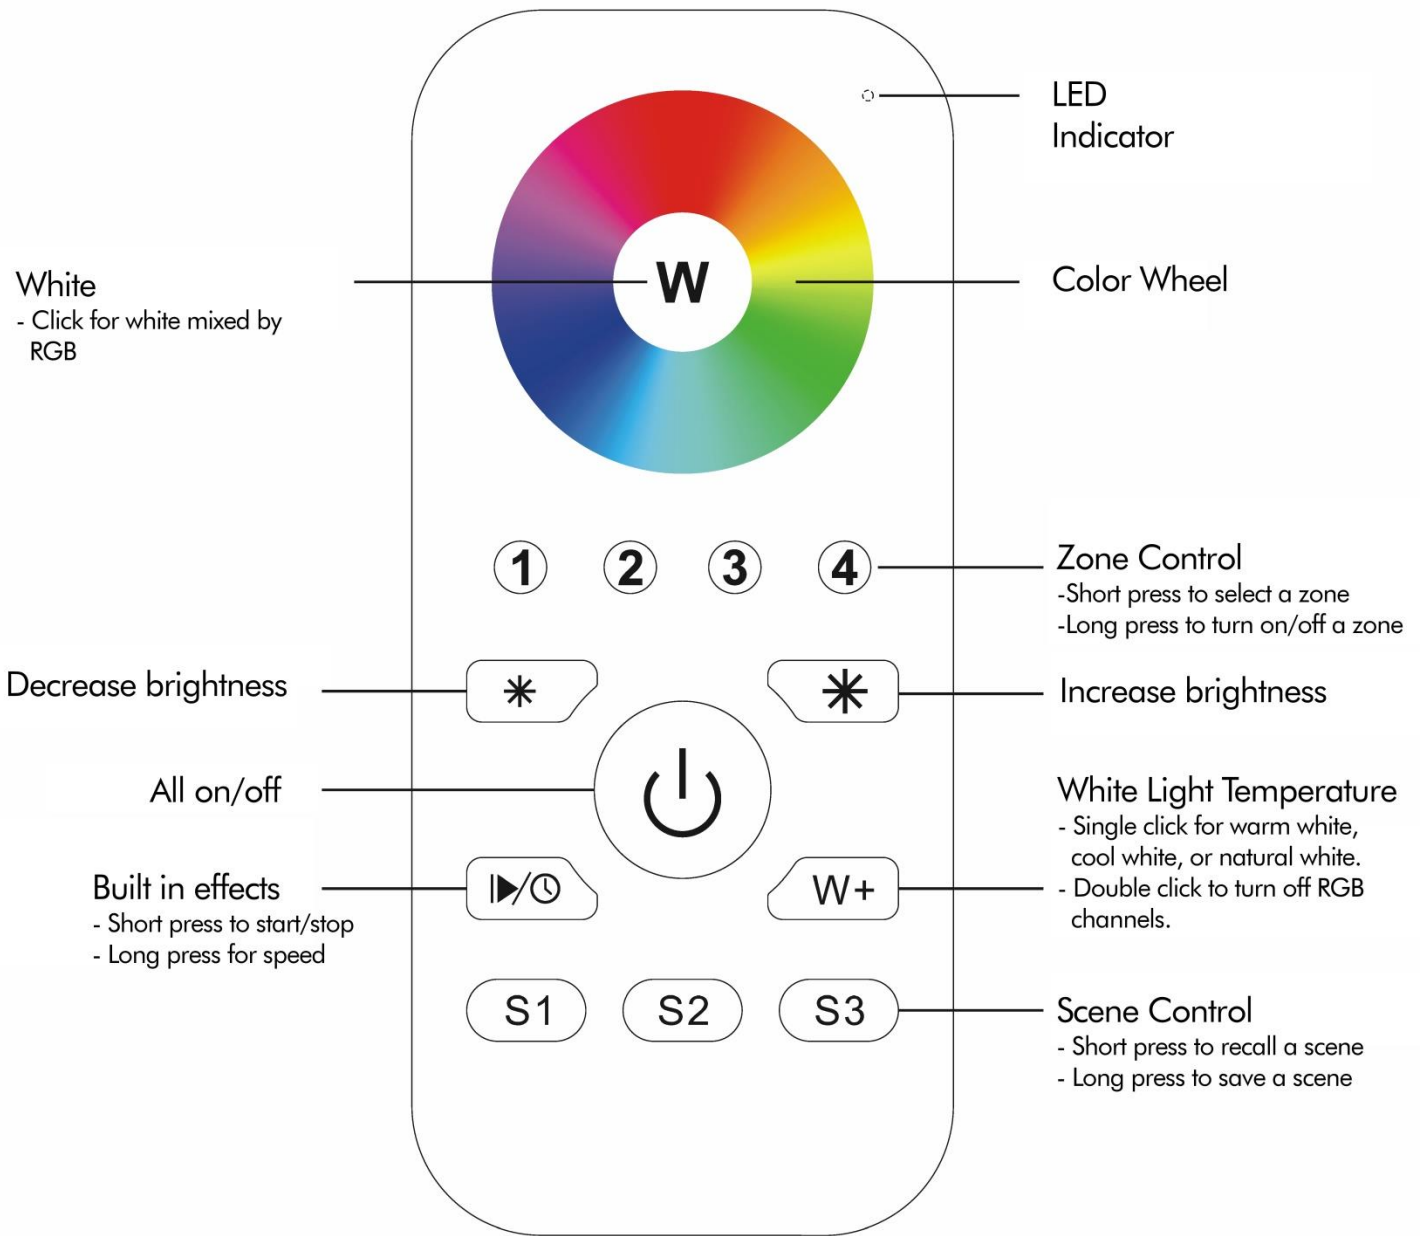 LED
Indicator
W
White
- Click for white mixed by
RGB
Color Wheel
1 2 3 4
Zone Control
-Short press to select a zone
-Long press to turn on/off a zone
Decrease brightness
Increase brightness
All on/off
White Light Temperature
- Single click for warm white,
cool white, or natural white.
- Double click to turn off RGB
channels.
Built in effects
- Short press to start/stop
- Long press for speed
W+
S1 S2 S3
Scene Control
- Short press to recall a scene
- Long press to save a scene